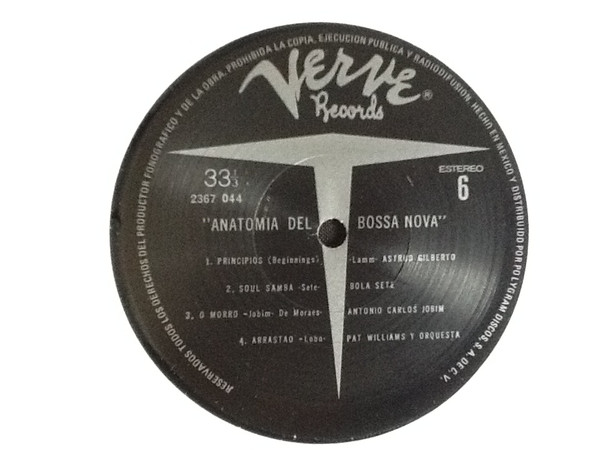 RESERVADOS TODOS LOS DERECHOS DEL PRODUCTOR FONOGRAFICO Y DE LA OBRA, PROHIBIDA LA COPIA, EJECUCION PUBLICA Y RADIODIFUSION, HECHO EN MEXICO Y DISTRIBUIDO POR POLYGRAM DISCOS, S.A. DE C.V.
Verve®
Records
33⅓
2367 044
ESTEREO
6
"ANATOMIA DEL BOSSA NOVA"
1. PRINCIPIOS (Beginnings) -Lamm- ASTRUD GILBERTO
2. SOUL SAMBA -Sete- BOLA SETE
3. O MORRO -Jobim- De Moraes- ANTONIO CARLOS JOBIM
4. ARRASTAO -Lobo- PAT WILLIAMS Y ORQUESTA